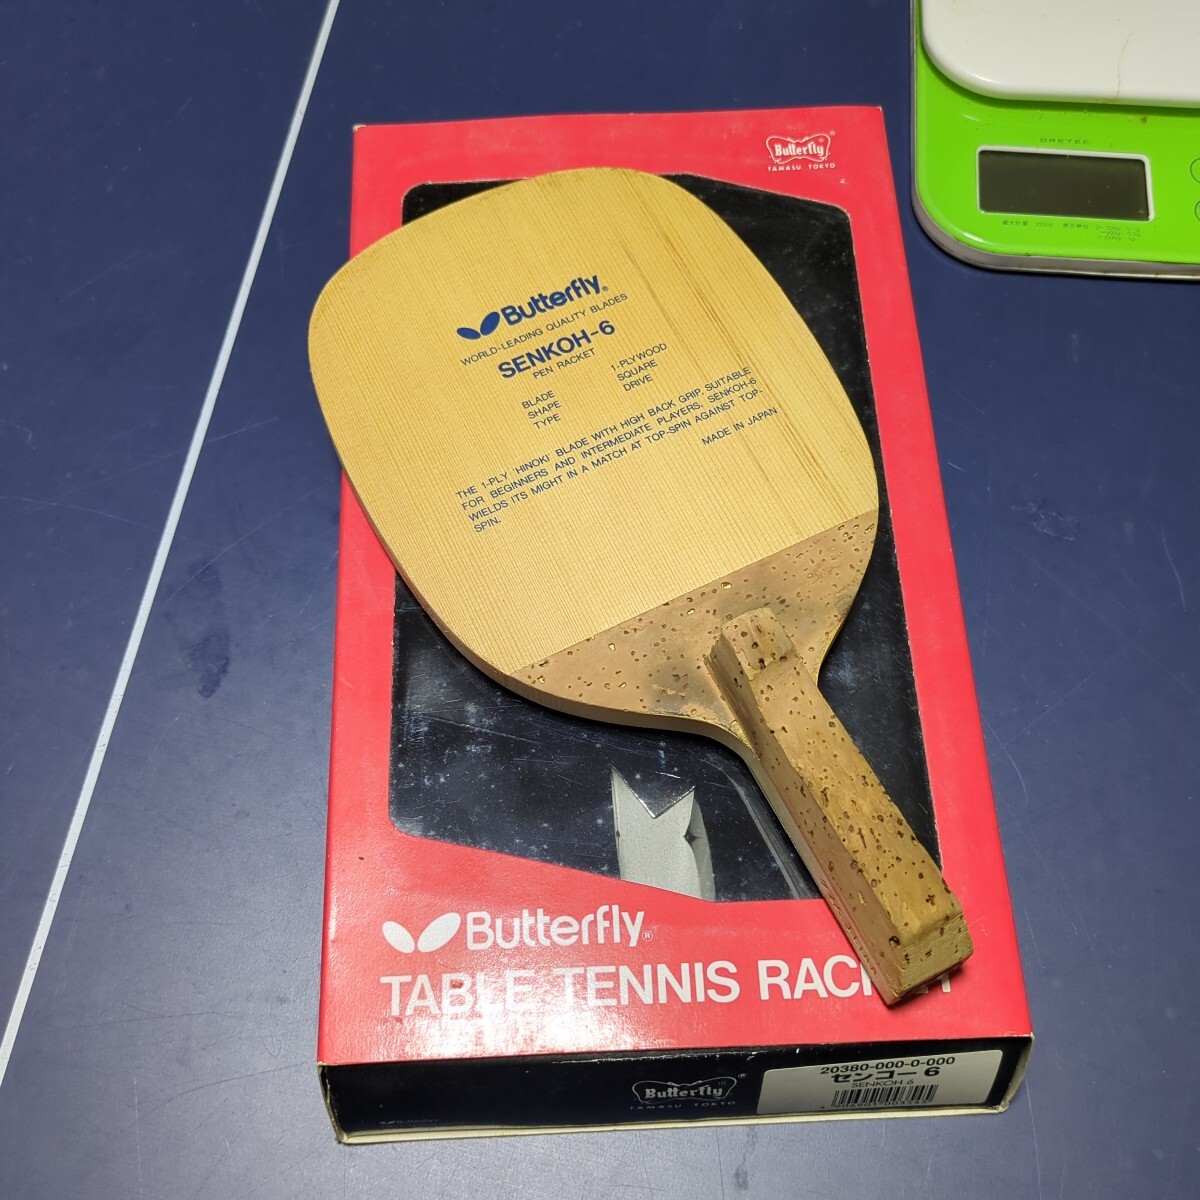 Butterfly®
TAMASU TOKYO
DRETEC
Butterfly®
WORLD-LEADING QUALITY BLADES
SENKOH-6
PEN RACKET
BLADE 1-PLYWOOD
SHAPE SQUARE
TYPE DRIVE
THE 1-PLY 'HINOKI' BLADE WITH HIGH BACK GRIP. SUITABLE
FOR BEGINNERS AND INTERMEDIATE PLAYERS. SENKOH-6
WIELDS ITS MIGHT IN A MATCH AT TOP-SPIN AGAINST TOP-
SPIN.
MADE IN JAPAN
Butterfly®
TABLE TENNIS
Butterfly®
TAMASU TOKYO
20380-000-0-000
センコー 6
SENKOH 6